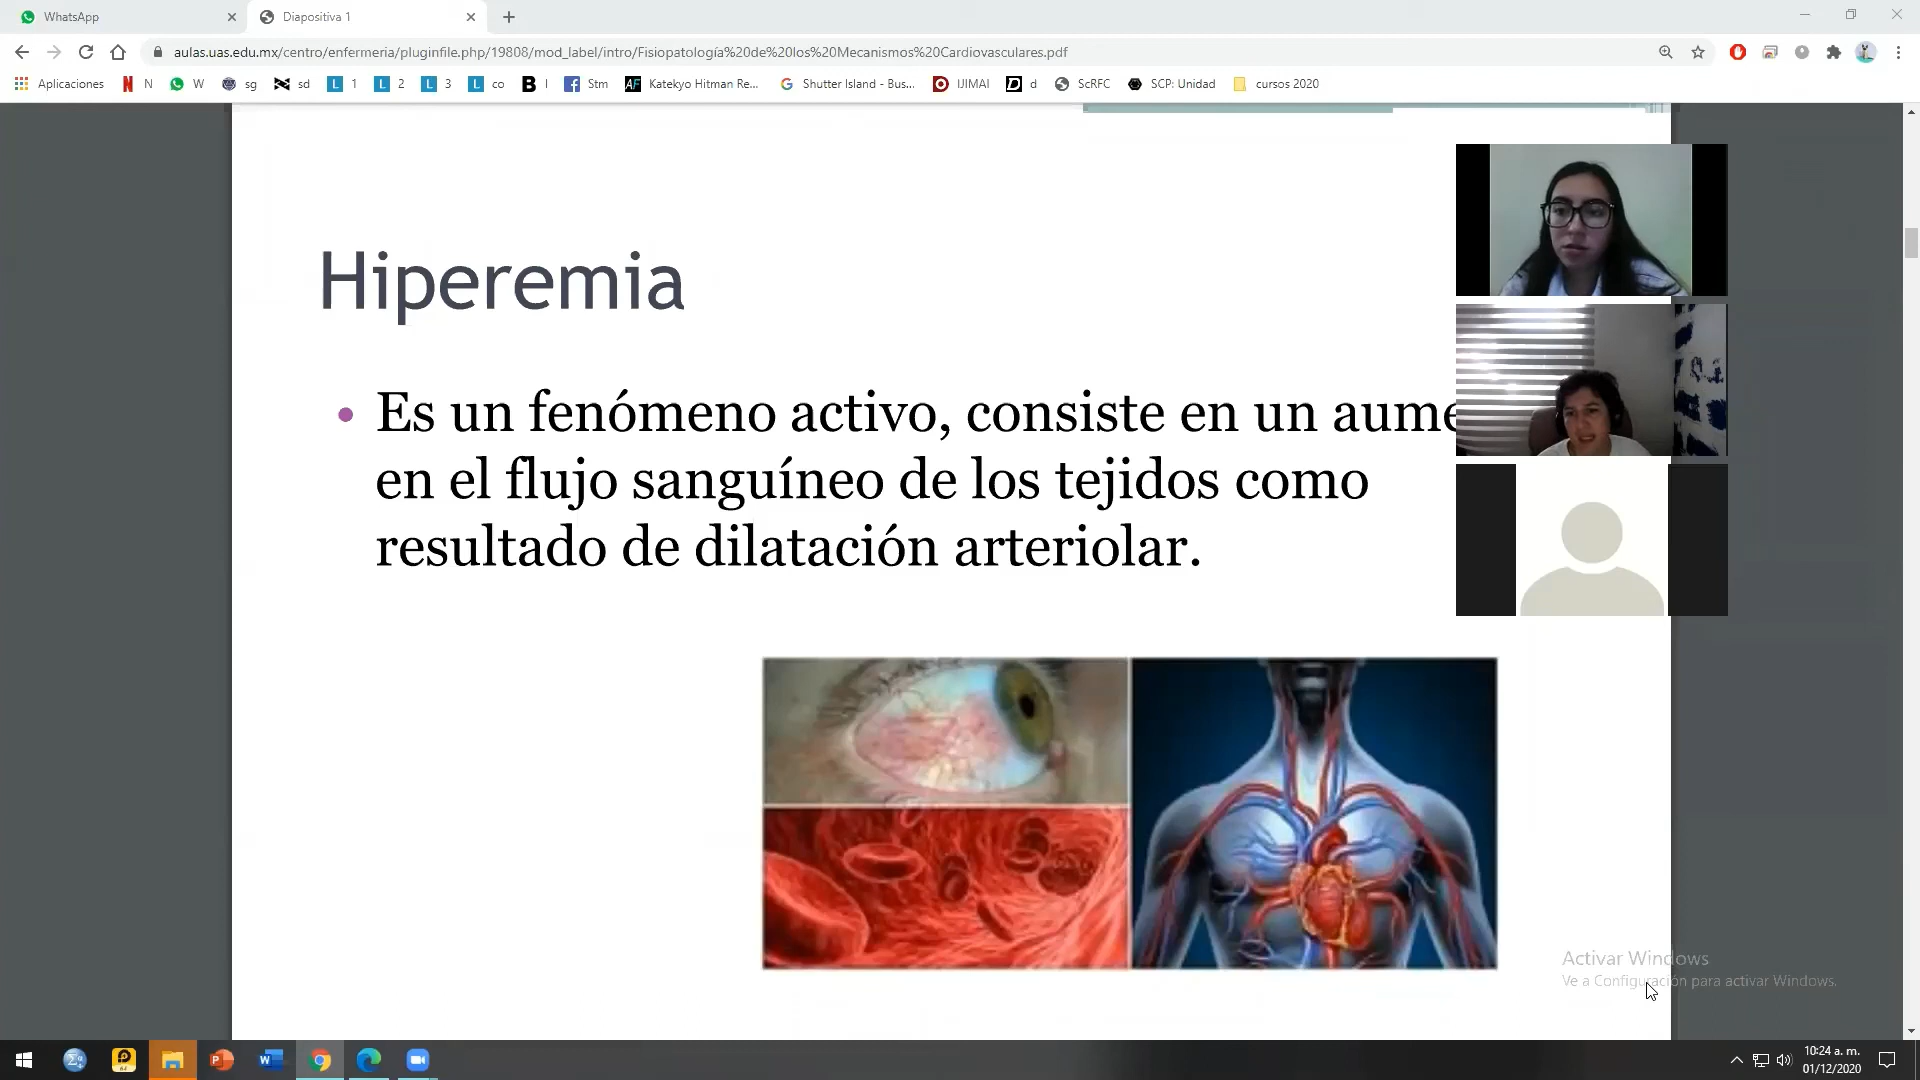 WhatsApp
Diapositiva 1
aulas.uas.edu.mx/centro/enfermeria/pluginfile.php/19808/mod_label/intro/Fisiopatología%20de%20los%20Mecanismos%20Cardiovasculares.pdf
Aplicaciones N W sg sd 1 2 3 co I Stm Katekyo Hitman Re... Shutter Island - Bus... IJIMAI d ScRFC SCP: Unidad cursos 2020
Hiperemia
• Es un fenómeno activo, consiste en un aume
en el flujo sanguíneo de los tejidos como
resultado de dilatación arteriolar.
Activar Windows
Ve a Configuración para activar Windows.
10:24 a. m.
01/12/2020